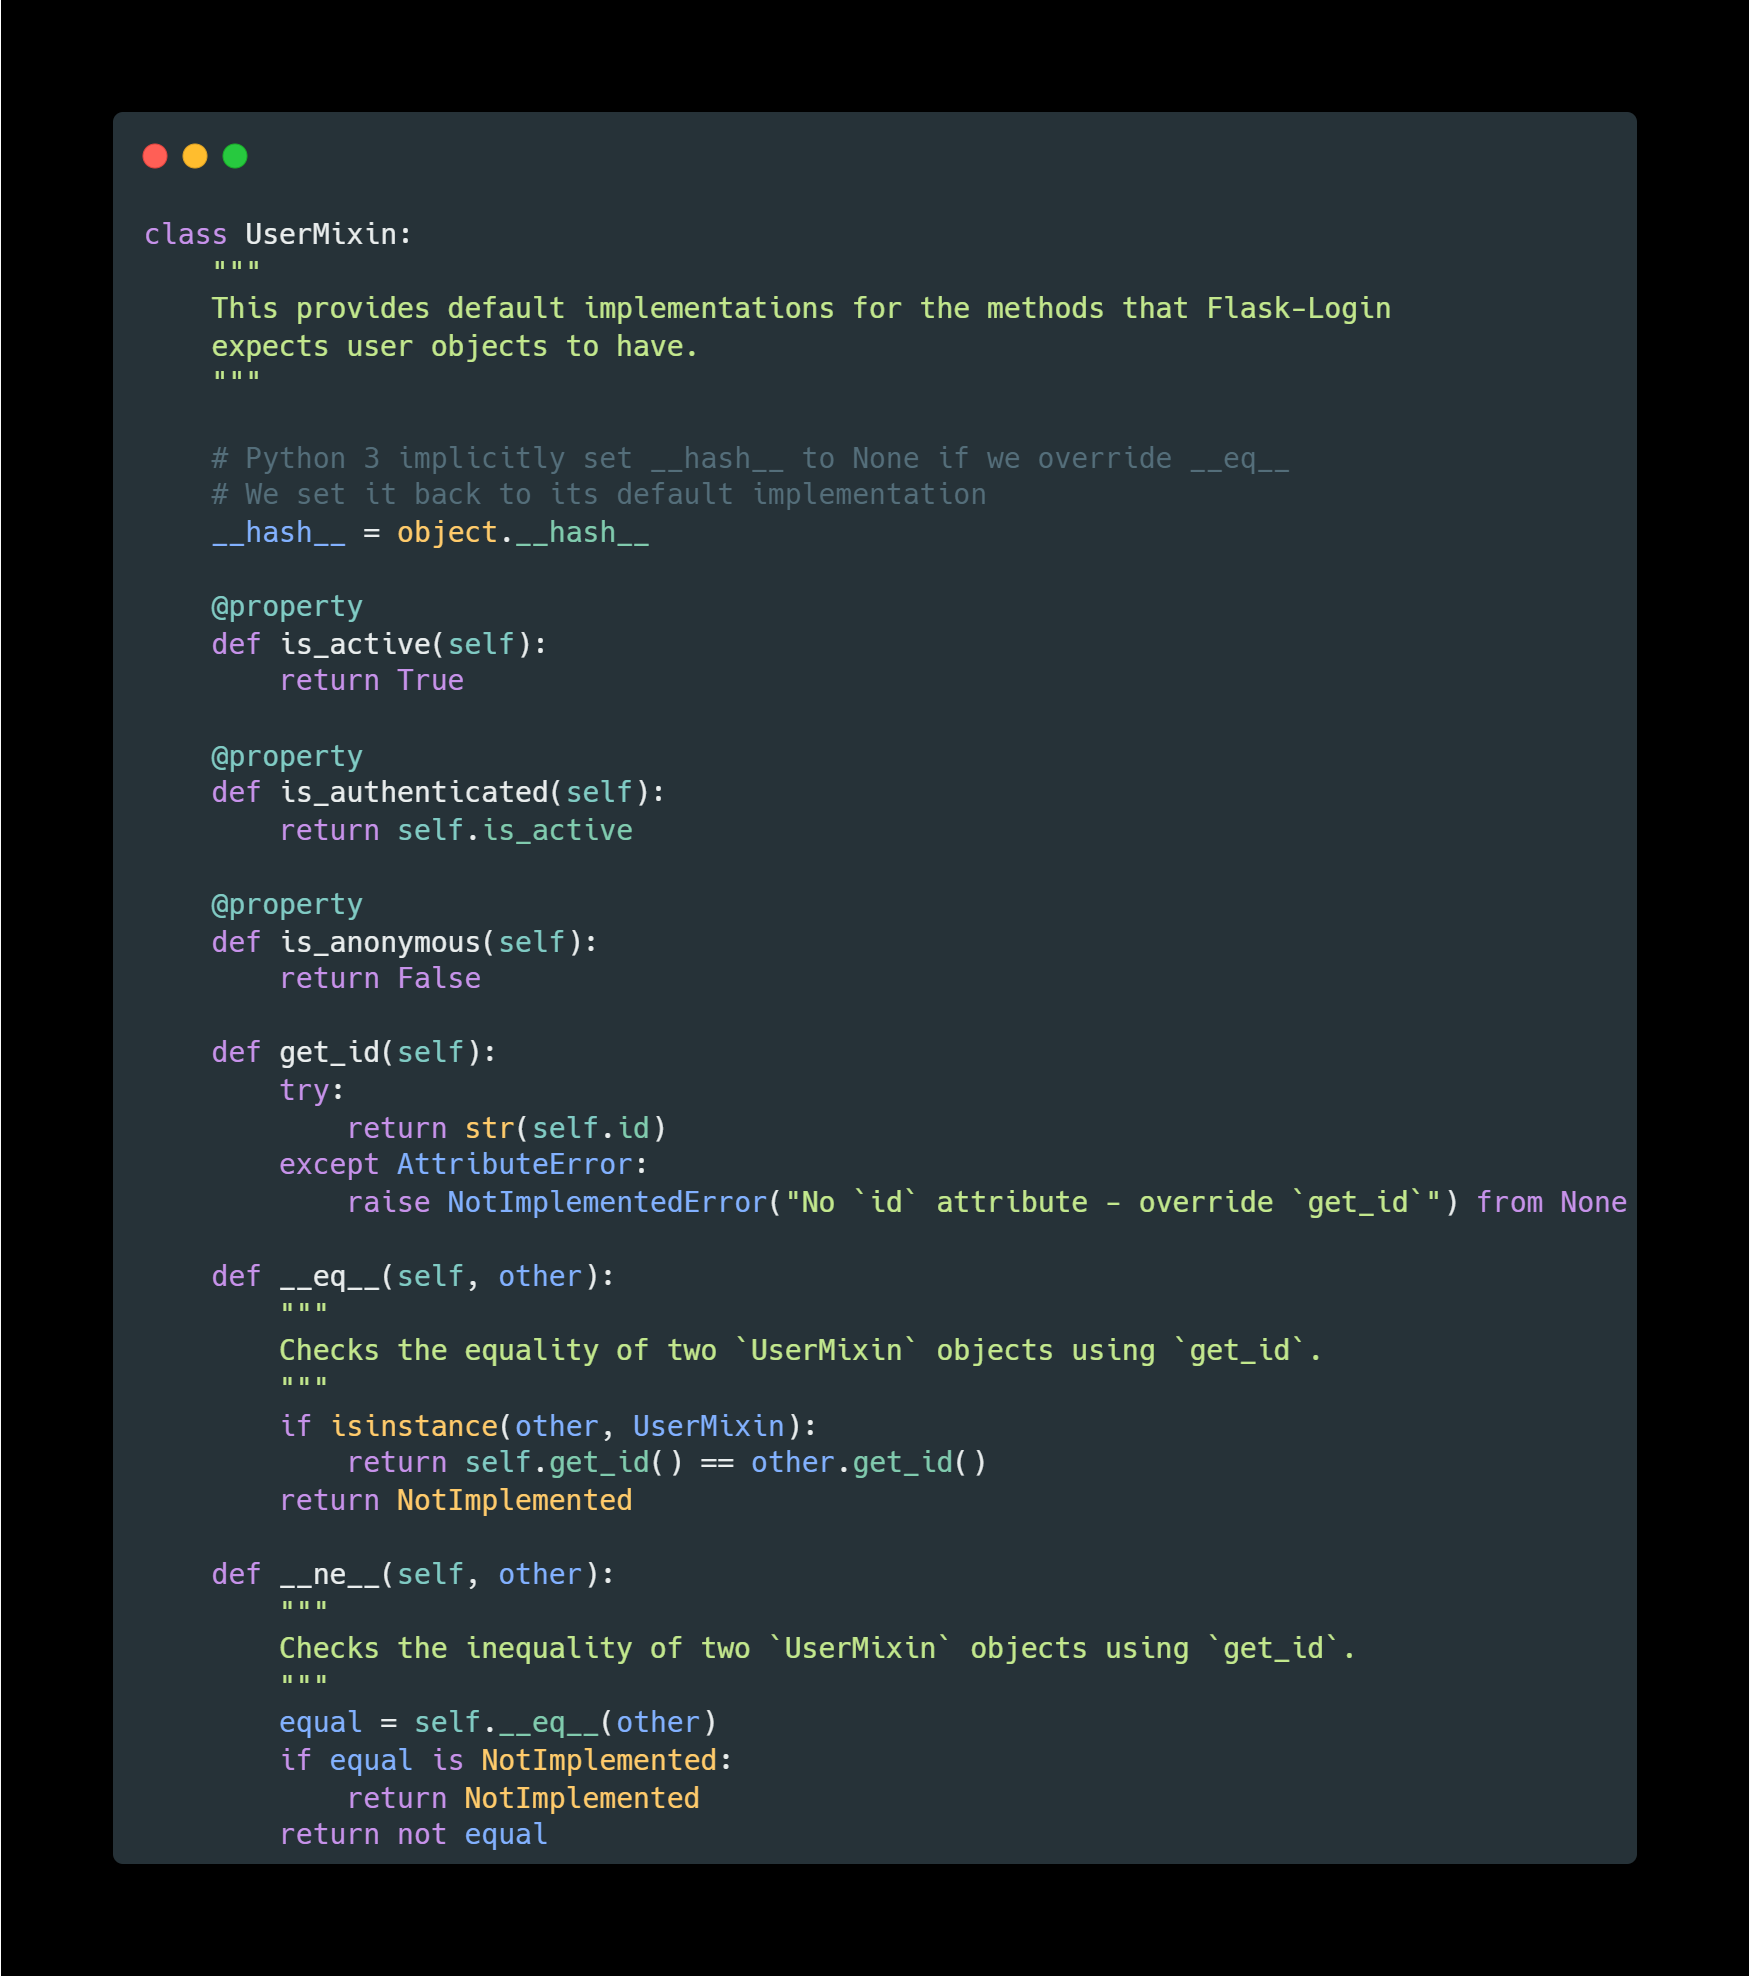 class UserMixin:
    """
    This provides default implementations for the methods that Flask-Login
    expects user objects to have.
    """

    # Python 3 implicitly set __hash__ to None if we override __eq__
    # We set it back to its default implementation
    __hash__ = object.__hash__

    @property
    def is_active(self):
        return True

    @property
    def is_authenticated(self):
        return self.is_active

    @property
    def is_anonymous(self):
        return False

    def get_id(self):
        try:
            return str(self.id)
        except AttributeError:
            raise NotImplementedError("No `id` attribute - override `get_id`") from None

    def __eq__(self, other):
        """
        Checks the equality of two `UserMixin` objects using `get_id`.
        """
        if isinstance(other, UserMixin):
            return self.get_id() == other.get_id()
        return NotImplemented

    def __ne__(self, other):
        """
        Checks the inequality of two `UserMixin` objects using `get_id`.
        """
        equal = self.__eq__(other)
        if equal is NotImplemented:
            return NotImplemented
        return not equal